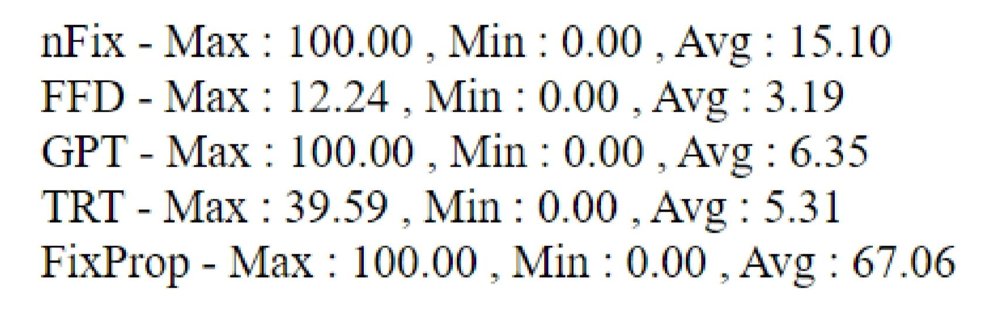 nFix - Max : 100.00 , Min : 0.00 , Avg : 15.10
FFD - Max : 12.24 , Min : 0.00 , Avg : 3.19
GPT - Max : 100.00 , Min : 0.00 , Avg : 6.35
TRT - Max : 39.59 , Min : 0.00 , Avg : 5.31
FixProp - Max : 100.00 , Min : 0.00 , Avg : 67.06